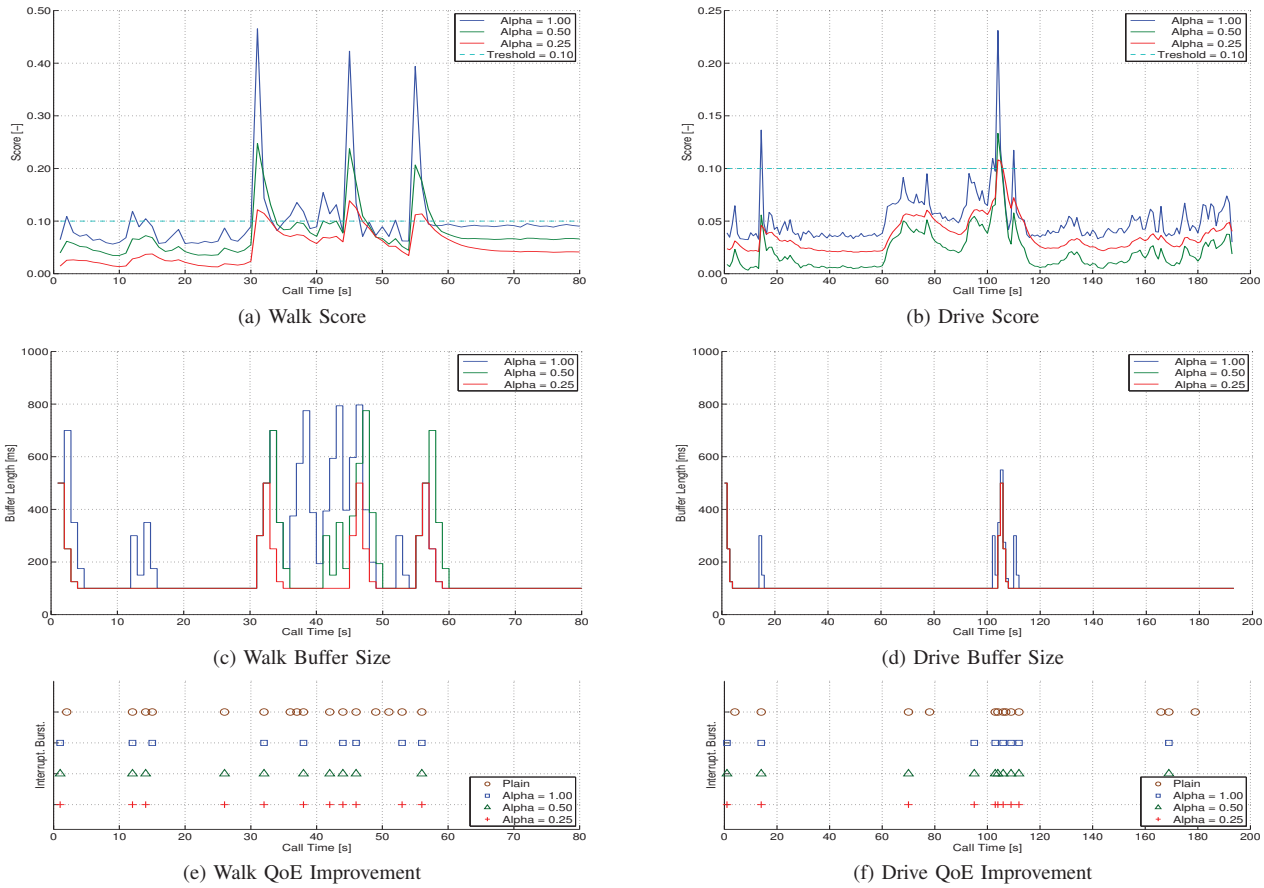 0.50
0.40
0.30
0.20
0.10
0.00
Score [-]
0 10 20 30 40 50 60 70 80
Call Time [s]
Alpha = 1.00
Alpha = 0.50
Alpha = 0.25
Treshold = 0.10
(a) Walk Score
0.25
0.20
0.15
0.10
0.05
0.00
Score [-]
0 20 40 60 80 100 120 140 160 180 200
Call Time [s]
Alpha = 1.00
Alpha = 0.50
Alpha = 0.25
Treshold = 0.10
(b) Drive Score
1000
800
600
400
200
0
Buffer Length [ms]
0 10 20 30 40 50 60 70 80
Call Time [s]
Alpha = 1.00
Alpha = 0.50
Alpha = 0.25
(c) Walk Buffer Size
1000
800
600
400
200
0
Buffer Length [ms]
0 20 40 60 80 100 120 140 160 180 200
Call Time [s]
Alpha = 1.00
Alpha = 0.50
Alpha = 0.25
(d) Drive Buffer Size
Interrupt. Burst.
0 10 20 30 40 50 60 70 80
Call Time [s]
Plain
Alpha = 1.00
Alpha = 0.50
Alpha = 0.25
(e) Walk QoE Improvement
Interrupt. Burst.
0 20 40 60 80 100 120 140 160 180 200
Call Time [s]
Plain
Alpha = 1.00
Alpha = 0.50
Alpha = 0.25
(f) Drive QoE Improvement